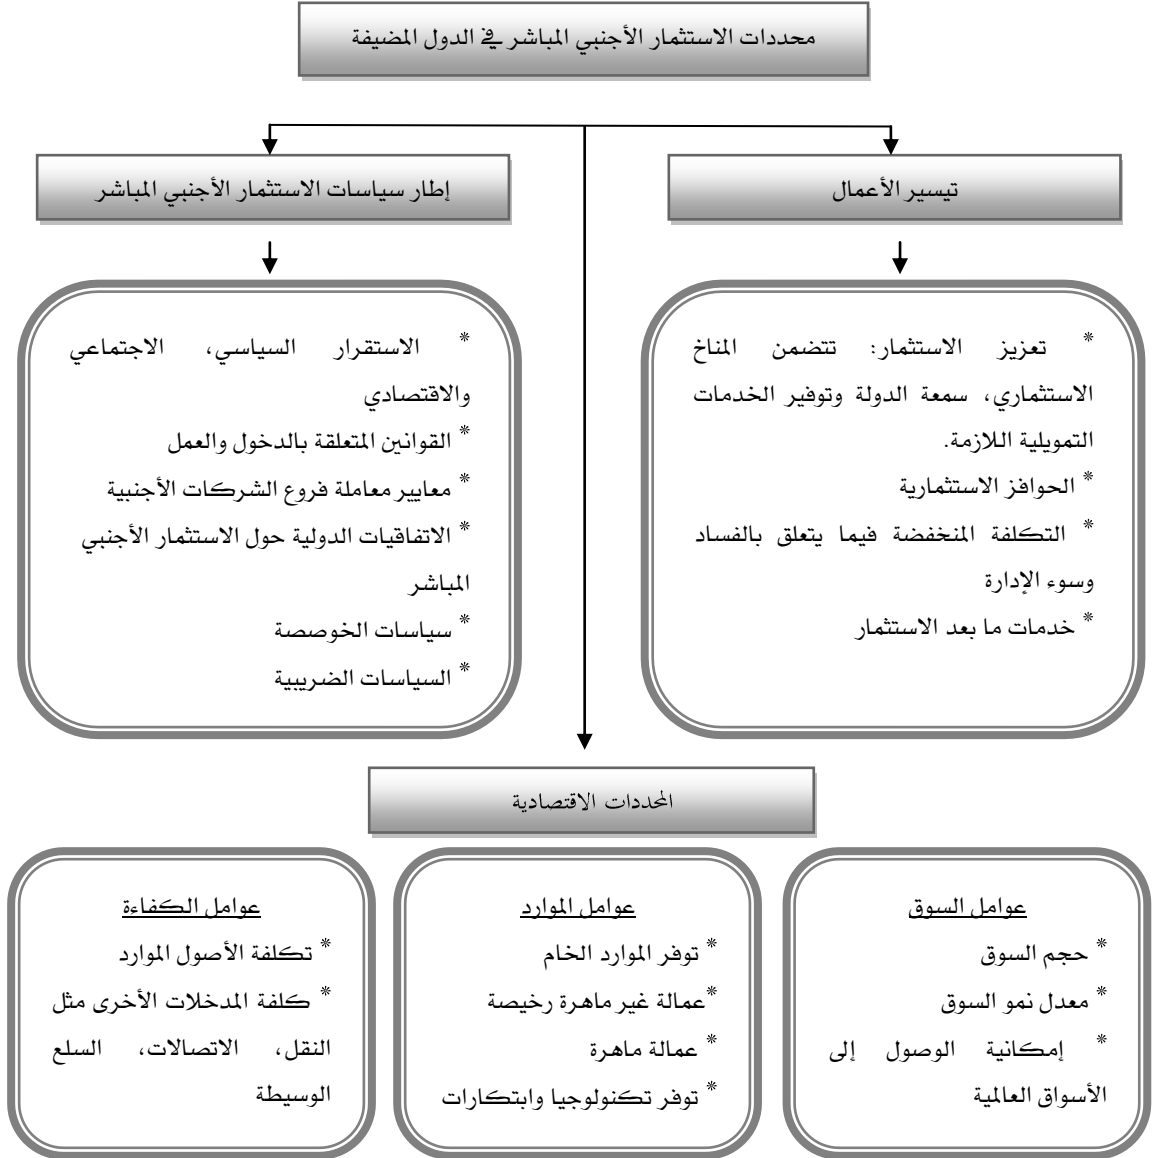 محددات الاستثمار الأجنبي المباشر في الدول المضيفة
تيسير الأعمال
* تعزيز الاستثمار: تتضمن المناخ
الاستثماري، سمعة الدولة وتوفير الخدمات
التمويلية اللازمة.
* الحوافز الاستثمارية
* التكلفة المنخفضة فيما يتعلق بالفساد
وسوء الإدارة
* خدمات ما بعد الاستثمار
إطار سياسات الاستثمار الأجنبي المباشر
* الاستقرار السياسي، الاجتماعي
والاقتصادي
* القوانين المتعلقة بالدخول والعمل
* معايير معاملة فروع الشركات الأجنبية
* الاتفاقيات الدولية حول الاستثمار الأجنبي
المباشر
* سياسات الخوصصة
* السياسات الضريبية
المحددات الاقتصادية
عوامل السوق
* حجم السوق
* معدل نمو السوق
* إمكانية الوصول إلى
الأسواق العالمية
عوامل الموارد
* توفر الموارد الخام
*عمالة غير ماهرة رخيصة
* عمالة ماهرة
* توفر تكنولوجيا وابتكارات
عوامل الكفاءة
* تكلفة الأصول الموارد
* كلفة المدخلات الأخرى مثل
النقل، الاتصالات، السلع
الوسيطة